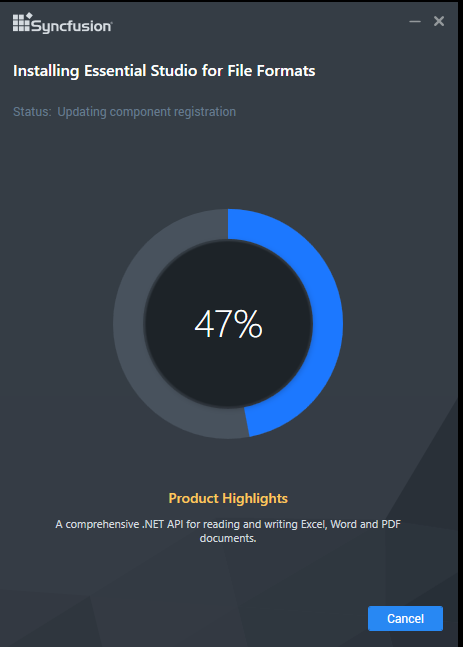 Syncfusion
Installing Essential Studio for File Formats
Status: Updating component registration
47%
Product Highlights
A comprehensive .NET API for reading and writing Excel, Word and PDF
documents.
Cancel